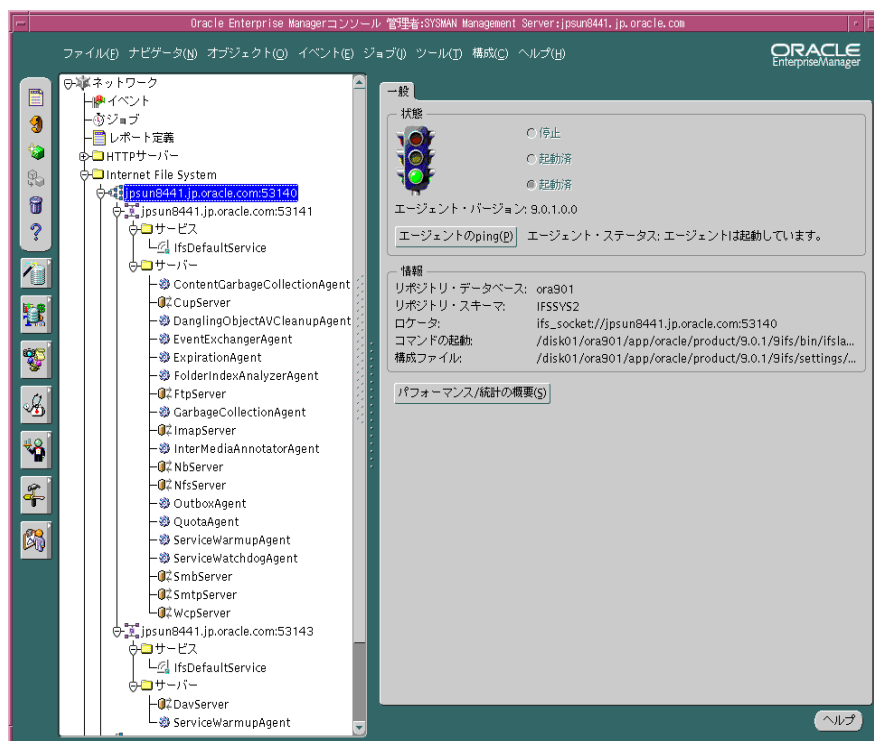 Oracle Enterprise Managerコンソール 管理者:SYSMAN Management Server:jpsun8441.jp.oracle.com
ファイル(F) ナビゲータ(N) オブジェクト(O) イベント(E) ジョブ(J) ツール(T) 構成(C) ヘルプ(H)
ORACLE
EnterpriseManager
ネットワーク
イベント
ジョブ
レポート定義
HTTPサーバー
Internet File System
jpsun8441.jp.oracle.com:53140
jpsun8441.jp.oracle.com:53141
サービス
IfsDefaultService
サーバー
ContentGarbageCollectionAgent
CupServer
DanglingObjectAVCleanupAgent
EventExchangerAgent
ExpirationAgent
FolderIndexAnalyzerAgent
FtpServer
GarbageCollectionAgent
ImapServer
InterMediaAnnotatorAgent
NbServer
NfsServer
OutboxAgent
QuotaAgent
ServiceWarmupAgent
ServiceWatchdogAgent
SmbServer
SmtpServer
WcpServer
jpsun8441.jp.oracle.com:53143
サービス
IfsDefaultService
サーバー
DavServer
ServiceWarmupAgent
一般
状態
停止
起動済
起動済
エージェント・バージョン: 9.0.1.0.0
エージェントのping(P) エージェント・ステータス: エージェントは起動しています。
情報
リポジトリ・データベース: ora901
リポジトリ・スキーマ: IFSSYS2
ロケータ: ifs_socket://jpsun8441.jp.oracle.com:53140
コマンドの起動: /disk01/ora901/app/oracle/product/9.0.1/9ifs/bin/ifsla...
構成ファイル: /disk01/ora901/app/oracle/product/9.0.1/9ifs/settings/...
パフォーマンス/統計の概要(S)
ヘルプ